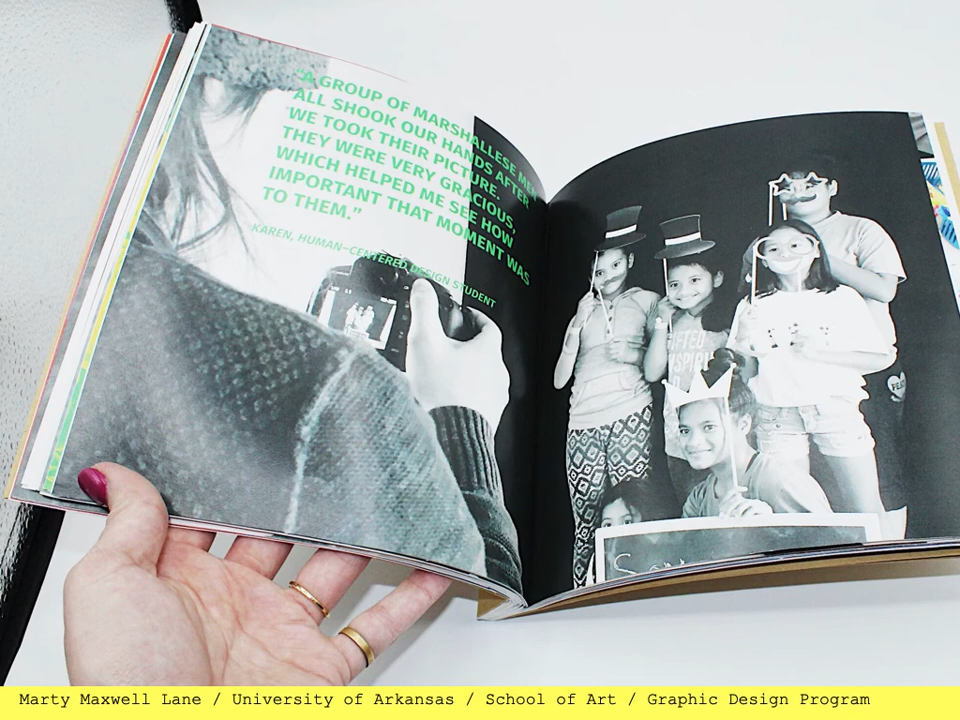 "A GROUP OF MARSHALLESE MEN
ALL SHOOK OUR HANDS AFTER
WE TOOK THEIR PICTURE.
THEY WERE VERY GRACIOUS,
WHICH HELPED ME SEE HOW
IMPORTANT THAT MOMENT WAS
TO THEM."
KAREN, HUMAN-CENTERED DESIGN STUDENT
Marty Maxwell Lane / University of Arkansas / School of Art / Graphic Design Program